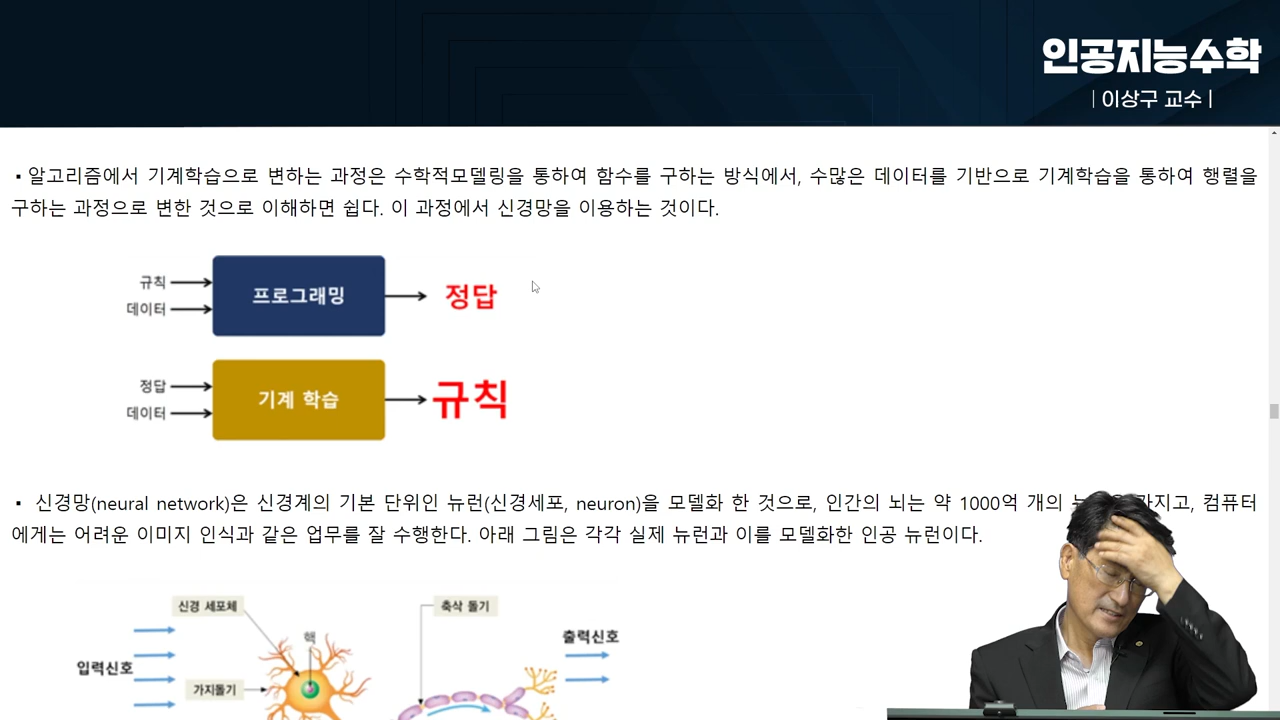 인공지능수학
| 이상구 교수 |
▪ 알고리즘에서 기계학습으로 변하는 과정은 수학적모델링을 통하여 함수를 구하는 방식에서, 수많은 데이터를 기반으로 기계학습을 통하여 행렬을
구하는 과정으로 변한 것으로 이해하면 쉽다. 이 과정에서 신경망을 이용하는 것이다.
규칙
데이터
프로그래밍
정답
정답
데이터
기계 학습
규칙
▪ 신경망(neural network)은 신경계의 기본 단위인 뉴런(신경세포, neuron)을 모델화 한 것으로, 인간의 뇌는 약 1000억 개의 가지고, 컴퓨터
에게는 어려운 이미지 인식과 같은 업무를 잘 수행한다. 아래 그림은 각각 실제 뉴런과 이를 모델화한 인공 뉴런이다.
신경 세포체
축삭 돌기
핵
출력신호
입력신호
가지돌기